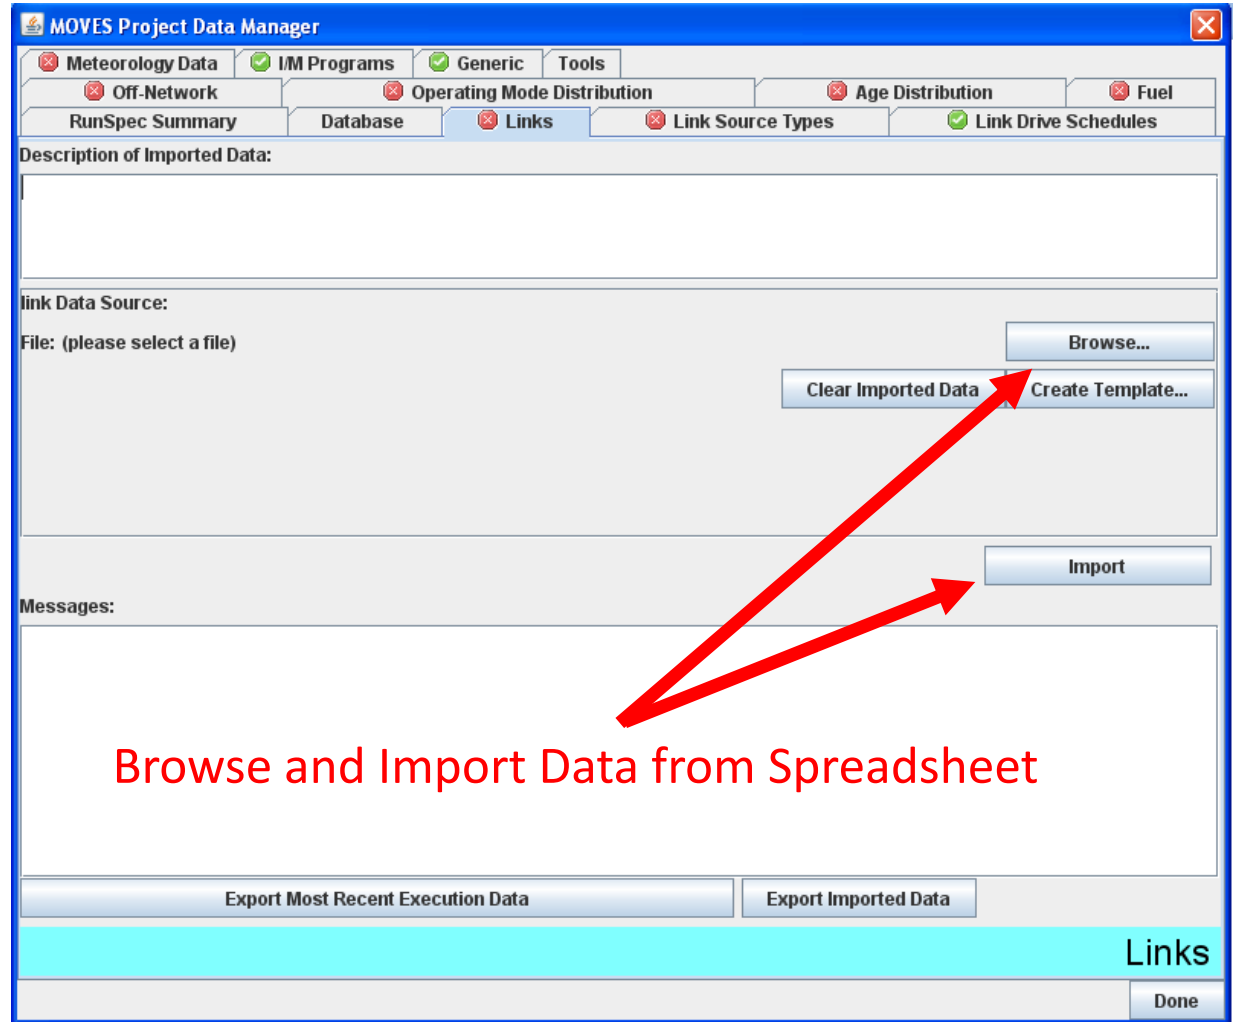 MOVES Project Data Manager
Meteorology Data I/M Programs Generic Tools
Off-Network Operating Mode Distribution Age Distribution Fuel
RunSpec Summary Database Links Link Source Types Link Drive Schedules
Description of Imported Data:
link Data Source:
File: (please select a file) Browse...
Clear Imported Data Create Template...
Import
Messages:
Browse and Import Data from Spreadsheet
Export Most Recent Execution Data Export Imported Data
Links
Done